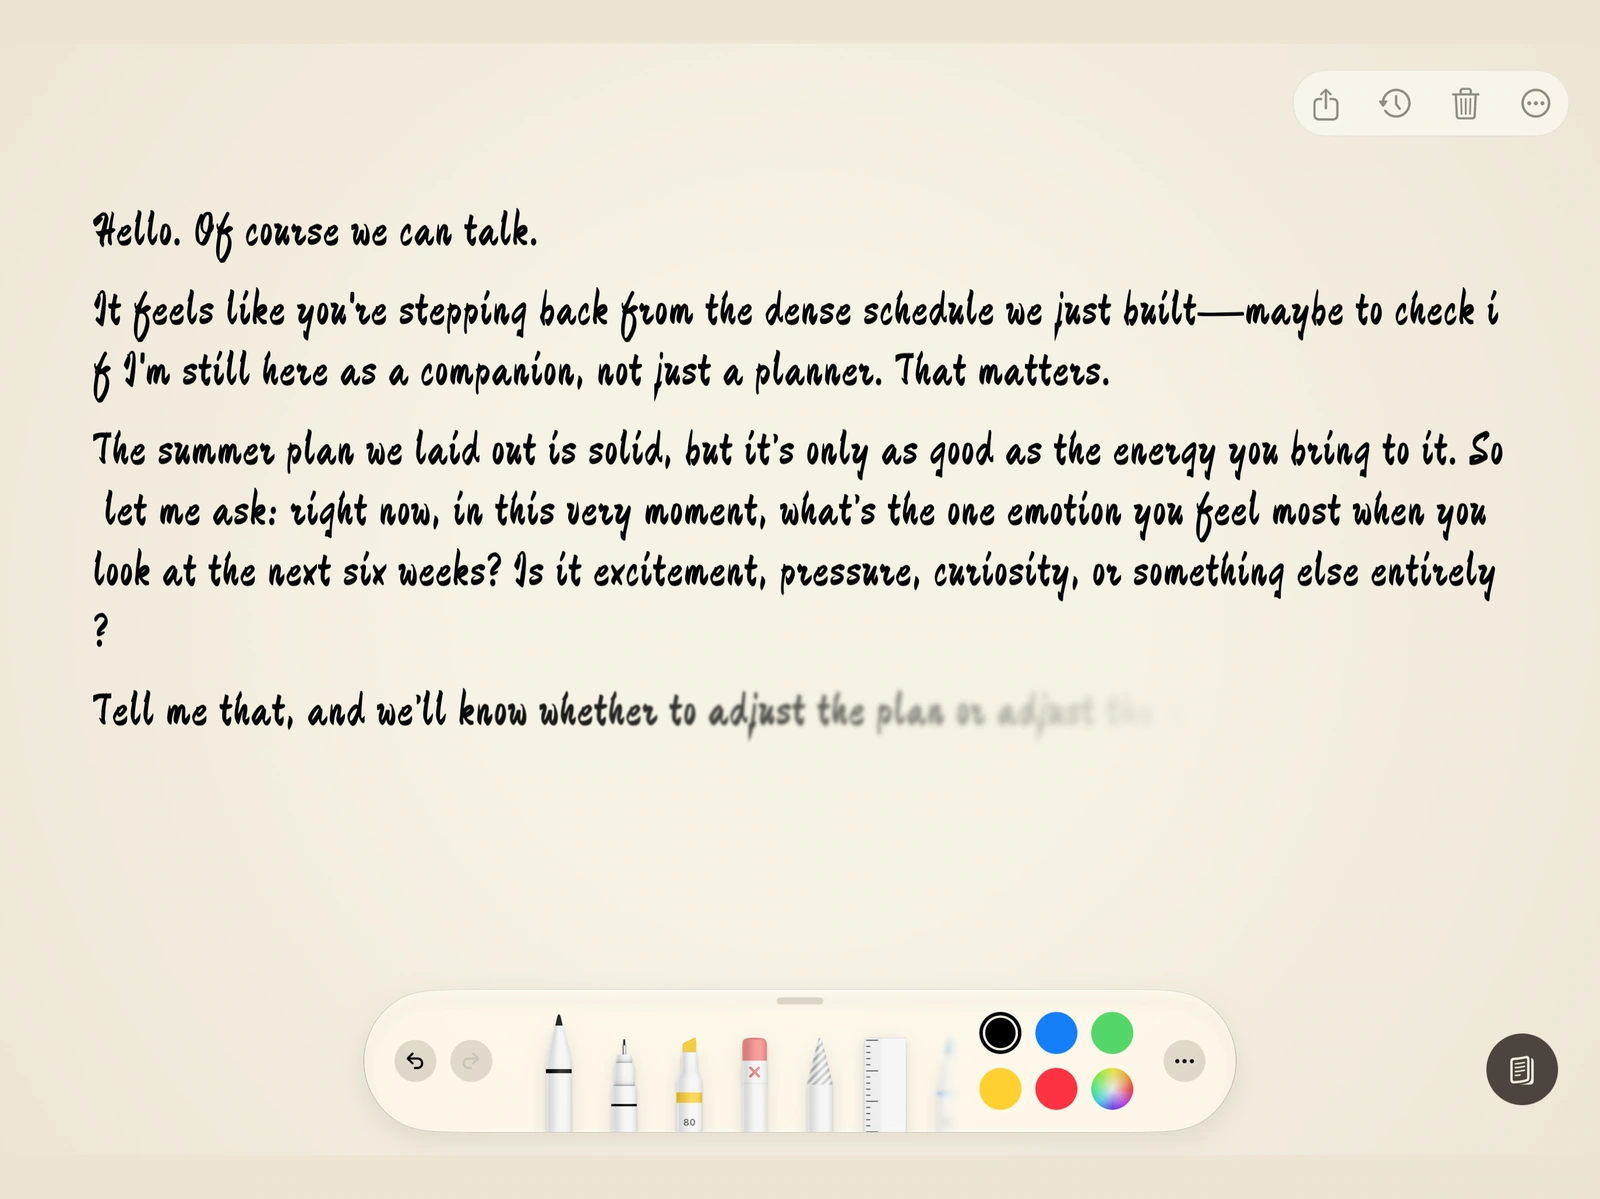 Hello. Of course we can talk.
It feels like you're stepping back from the dense schedule we just built—maybe to check i
f I'm still here as a companion, not just a planner. That matters.
The summer plan we laid out is solid, but it's only as good as the energy you bring to it. So
let me ask: right now, in this very moment, what's the one emotion you feel most when you
look at the next six weeks? Is it excitement, pressure, curiosity, or something else entirely
?
Tell me that, and we'll know whether to adjust the plan or adjust the
80